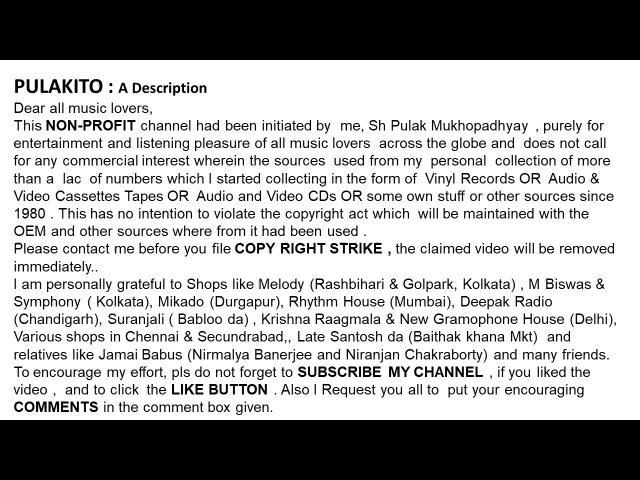 PULAKITO : A Description
Dear all music lovers,
This NON-PROFIT channel had been initiated by me, Sh Pulak Mukhopadhyay , purely for
entertainment and listening pleasure of all music lovers across the globe and does not call
for any commercial interest wherein the sources used from my personal collection of more
than a lac of numbers which I started collecting in the form of Vinyl Records OR Audio &
Video Cassettes Tapes OR Audio and Video CDs OR some own stuff or other sources since
1980 . This has no intention to violate the copyright act which will be maintained with the
OEM and other sources where from it had been used .
Please contact me before you file COPY RIGHT STRIKE , the claimed video will be removed
immediately..
I am personally grateful to Shops like Melody (Rashbihari & Golpark, Kolkata) , M Biswas &
Symphony ( Kolkata), Mikado (Durgapur), Rhythm House (Mumbai), Deepak Radio
(Chandigarh), Suranjali ( Babloo da) , Krishna Raagmala & New Gramophone House (Delhi),
Various shops in Chennai & Secundrabad,, Late Santosh da (Baithak khana Mkt) and
relatives like Jamai Babus (Nirmalya Banerjee and Niranjan Chakraborty) and many friends.
To encourage my effort, pls do not forget to SUBSCRIBE MY CHANNEL , if you liked the
video , and to click the LIKE BUTTON . Also I Request you all to put your encouraging
COMMENTS in the comment box given.